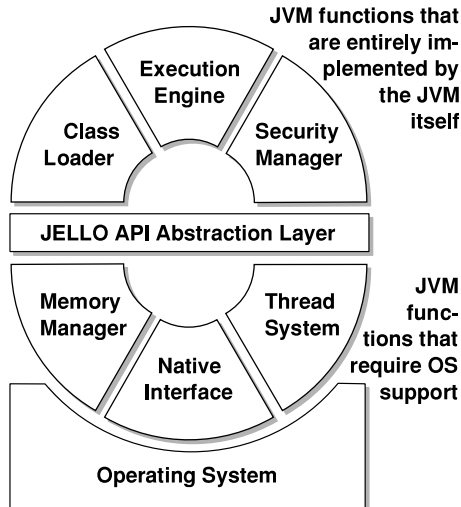 JVM functions that
are entirely im-
plemented by
the JVM
itself
Execution
Engine
Class
Loader
Security
Manager
JELLO API Abstraction Layer
Memory
Manager
Thread
System
Native
Interface
JVM
func-
tions that
require OS
support
Operating System